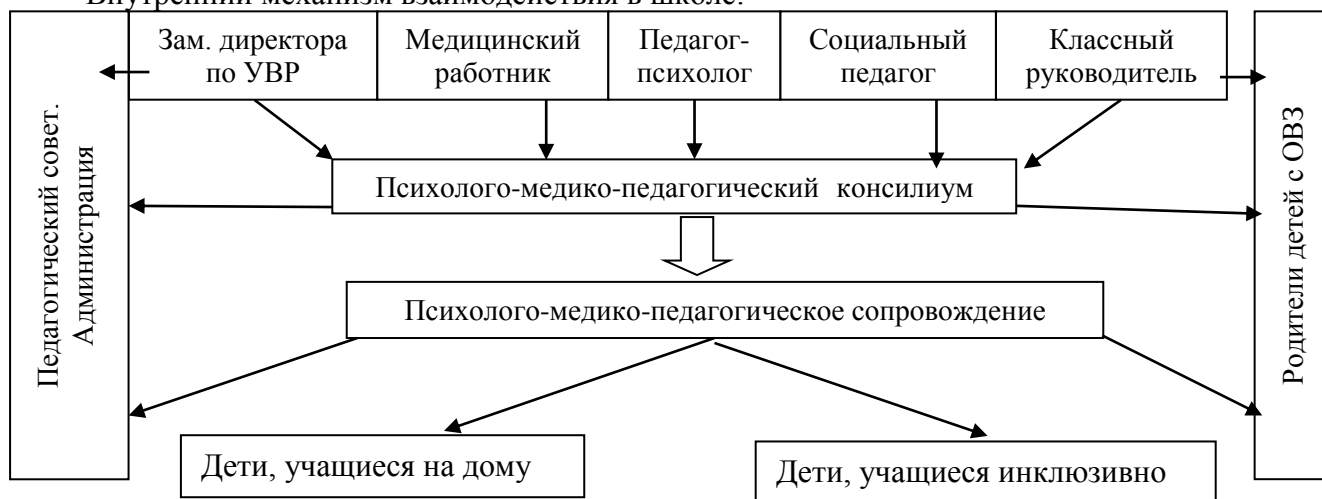 Внутренний механизм взаимодействия в школе:
Зам. директора
по УВР
Медицинский
работник
Педагог-
психолог
Социальный
педагог
Классный
руководитель
Педагогический совет.
Администрация
Родители детей с ОВЗ
Психолого-медико-педагогический консилиум
Психолого-медико-педагогическое сопровождение
Дети, учащиеся на дому
Дети, учащиеся инклюзивно